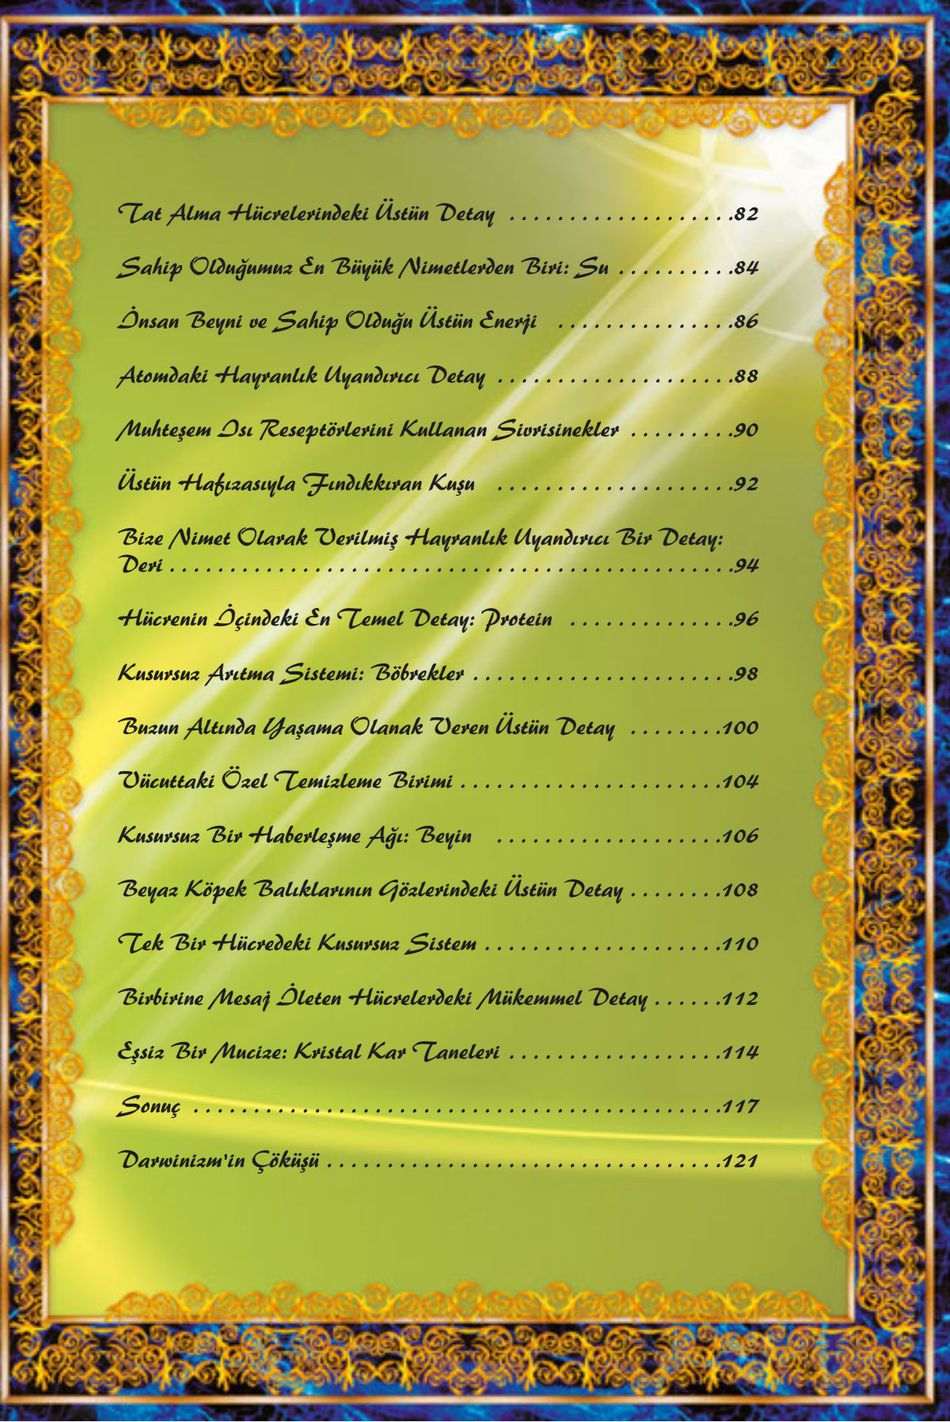 Tat Alma Hücrelerindeki Üstün Detay . . . . . . . . . . . . . . . . . . .82
Sahip Olduğumuz En Büyük Nimetlerden Biri: Su . . . . . . . . . .84
İnsan Beyni ve Sahip Olduğu Üstün Enerji . . . . . . . . . . . . . . .86
Atomdaki Hayranlık Uyandırıcı Detay . . . . . . . . . . . . . . . . . . . .88
Muhteşem Isı Reseptörlerini Kullanan Sivrisinekler . . . . . . . . .90
Üstün Hafızasıyla Fındıkkıran Kuşu . . . . . . . . . . . . . . . . . . . .92
Bize Nimet Olarak Verilmiş Hayranlık Uyandırıcı Bir Detay:
Deri . . . . . . . . . . . . . . . . . . . . . . . . . . . . . . . . . . . . . . . . . . . . . . .94
Hücrenin İçindeki En Temel Detay: Protein . . . . . . . . . . . . . .96
Kusursuz Arıtma Sistemi: Böbrekler . . . . . . . . . . . . . . . . . . . . . .98
Buzun Altında Yaşama Olanak Veren Üstün Detay . . . . . . . .100
Vücuttaki Özel Temizleme Birimi . . . . . . . . . . . . . . . . . . . . . .104
Kusursuz Bir Haberleşme Ağı: Beyin . . . . . . . . . . . . . . . . . . .106
Beyaz Köpek Balıklarının Gözlerindeki Üstün Detay . . . . . . . .108
Tek Bir Hücredeki Kusursuz Sistem . . . . . . . . . . . . . . . . . . . .110
Birbirine Mesaj İleten Hücrelerdeki Mükemmel Detay . . . . . .112
Eşsiz Bir Mucize: Kristal Kar Taneleri . . . . . . . . . . . . . . . . . .114
Sonuç . . . . . . . . . . . . . . . . . . . . . . . . . . . . . . . . . . . . . . . . . . . .117
Darwinizm'in Çöküşü . . . . . . . . . . . . . . . . . . . . . . . . . . . . . . . . .121